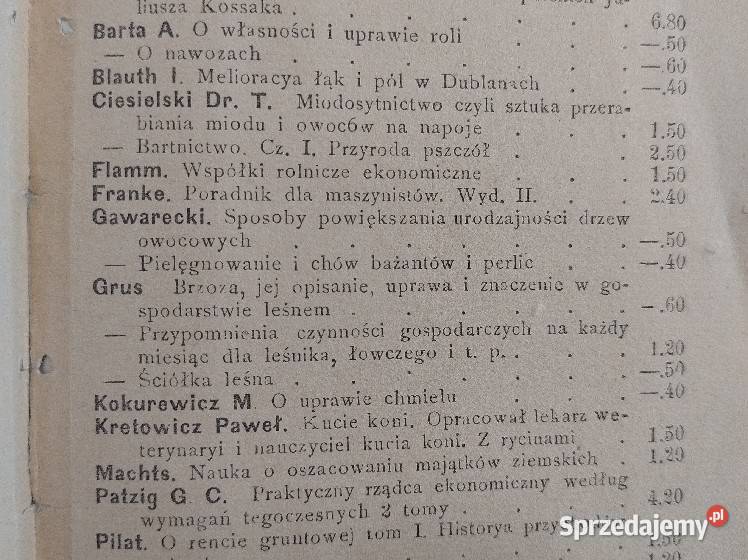 liusza Kossaka . . . . . . 6.80
Barta A. O własności i uprawie roli . . . —.50
— O nawozach . . . . . . . —.60
Blauth I. Melioracya łąk i pól w Dublanach . . —.40
Ciesielski Dr. T. Miodosytnictwo czyli sztuka przera-
biania miodu i owoców na napoje . . . 1.50
— Bartnictwo. Cz. I. Przyroda pszczół . . . 2.50
Flamm. Współki rolnicze ekonomiczne . . . 1.50
Franke. Poradnik dla maszynistów. Wyd. II. . . 2.40
Gawarecki. Sposoby powiększania urodzajności drzew
owocowych . . . . . . . —.50
— Pielęgnowanie i chów bażantów i perlic . . —.40
Grus Brzoza, jej opisanie, uprawa i znaczenie w go-
spodarstwie leśnem . . . . . —.60
— Przypomnienia czynności gospodarczych na każdy
miesiąc dla leśnika, łowczego i t. p. . . . 1.20
— Ściółka leśna . . . . . . —.50
Kokurewicz M. O uprawie chmielu . . . —.40
Kretowicz Paweł. Kucie koni. Opracował lekarz we-
terynaryi i nauczyciel kucia koni. Z rycinami . 1.50
Machts. Nauka o oszacowaniu majątków ziemskich . 1.20
Patzig G. C. Praktyczny rządca ekonomiczny według
wymagań tegoczesnych 2 tomy . . . . 4.20
Pilat. O rencie gruntowej tom I. Historya
Sprzedajemy.pl